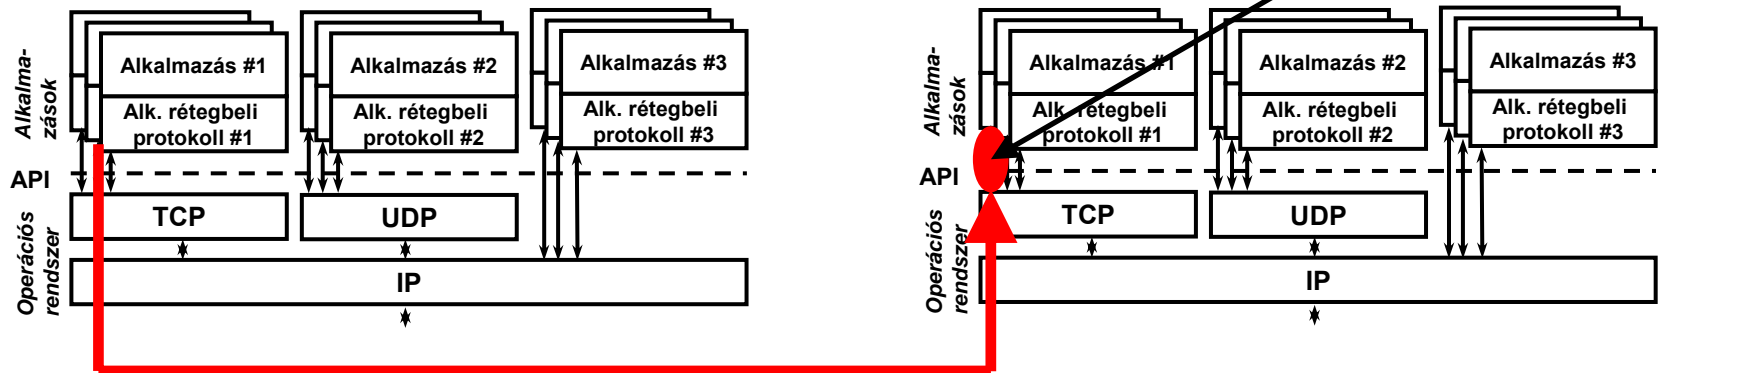 Alkalma-
zások
Alkalmazás #1
Alk. rétegbeli
protokoll #1
Alkalmazás #2
Alk. rétegbeli
protokoll #2
Alkalmazás #3
Alk. rétegbeli
protokoll #3
API
Operációs
rendszer
TCP
UDP
IP
Alkalma-
zások
Alkalmazás #1
Alk. rétegbeli
protokoll #1
Alkalmazás #2
Alk. rétegbeli
protokoll #2
Alkalmazás #3
Alk. rétegbeli
protokoll #3
API
Operációs
rendszer
TCP
UDP
IP